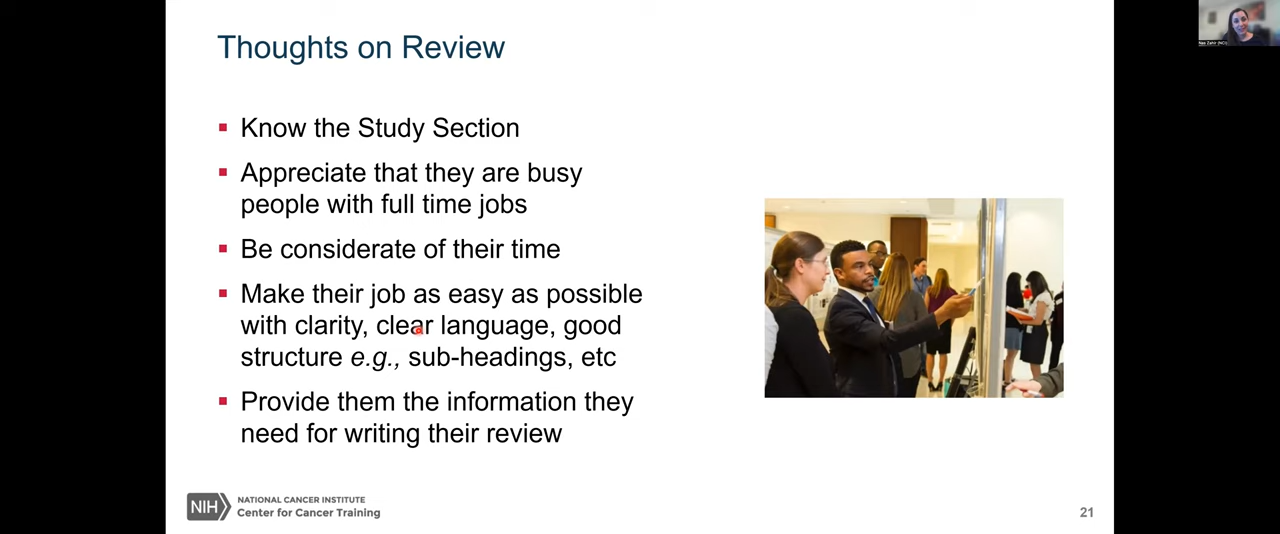 Thoughts on Review
Know the Study Section
Appreciate that they are busy
people with full time jobs
Be considerate of their time
Make their job as easy as possible
with clarity, clear language, good
structure e.g., sub-headings, etc
Provide them the information they
need for writing their review
NIH
NATIONAL CANCER INSTITUTE
Center for Cancer Training
21